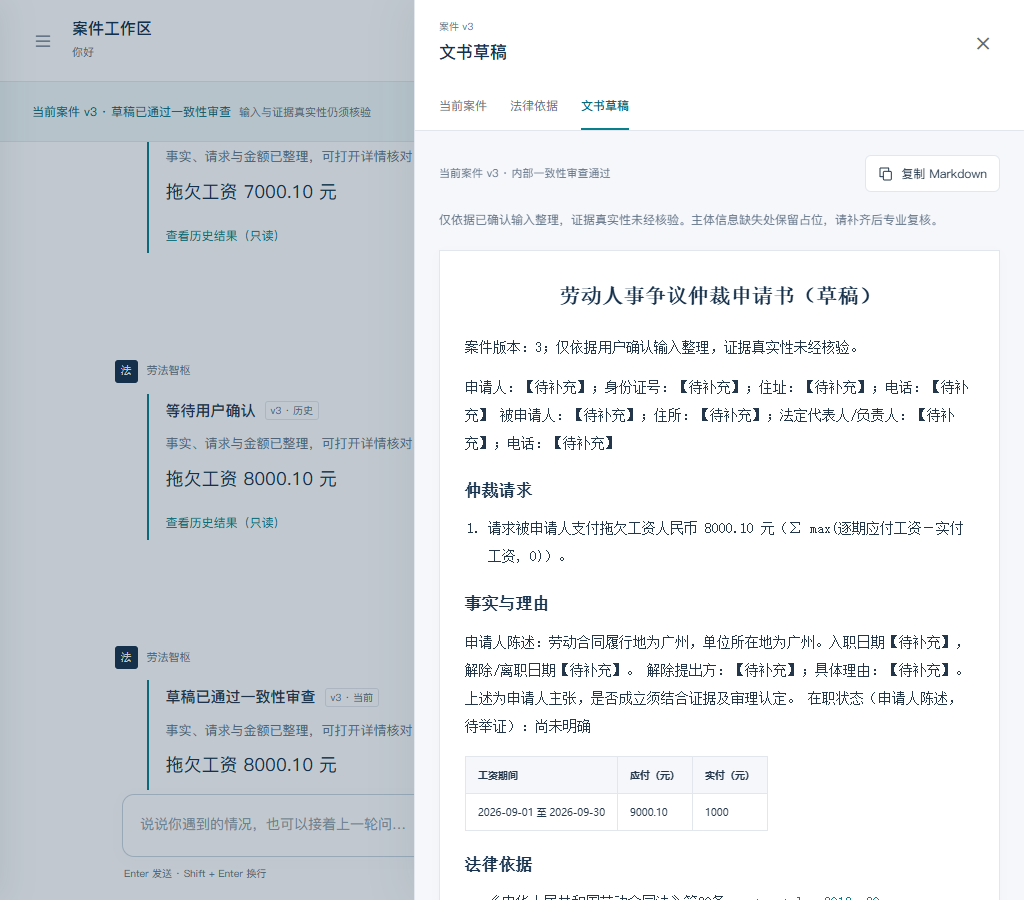 案件工作区
你好
当前案件 v3 · 草稿已通过一致性审查 输入与证据真实性仍须核验
事实、请求与金额已整理，可打开详情核对
拖欠工资 7000.10 元
查看历史结果（只读）
法 劳法智枢
等待用户确认 v3 · 历史
事实、请求与金额已整理，可打开详情核对
拖欠工资 8000.10 元
查看历史结果（只读）
法 劳法智枢
草稿已通过一致性审查 v3 · 当前
事实、请求与金额已整理，可打开详情核对
拖欠工资 8000.10 元
说说你遇到的情况，也可以接着上一轮问...
Enter 发送 · Shift + Enter 换行
案件 v3
文书草稿
当前案件 法律依据 文书草稿
当前案件 v3 · 内部一致性审查通过
复制 Markdown
仅依据已确认输入整理，证据真实性未经核验。主体信息缺失处保留占位，请补齐后专业复核。
劳动人事争议仲裁申请书（草稿）
案件版本：3；仅依据用户确认输入整理，证据真实性未经核验。
申请人：【待补充】；身份证号：【待补充】；住址：【待补充】；电话：【待补
充】 被申请人：【待补充】；住所：【待补充】；法定代表人/负责人：【待补
充】；电话：【待补充】
仲裁请求
1. 请求被申请人支付拖欠工资人民币 8000.10 元（Σ max(逐期应付工资－实付
工资, 0)）。
事实与理由
申请人陈述：劳动合同履行地为广州，单位所在地为广州。入职日期【待补充】，
解除/离职日期【待补充】。 解除提出方：【待补充】；具体理由：【待补充】。
上述为申请人主张，是否成立须结合证据及审理认定。 在职状态（申请人陈述，
待举证）：尚未明确
工资期间 应付（元） 实付（元）
2026-09-01 至 2026-09-30 9000.10 1000
法律依据